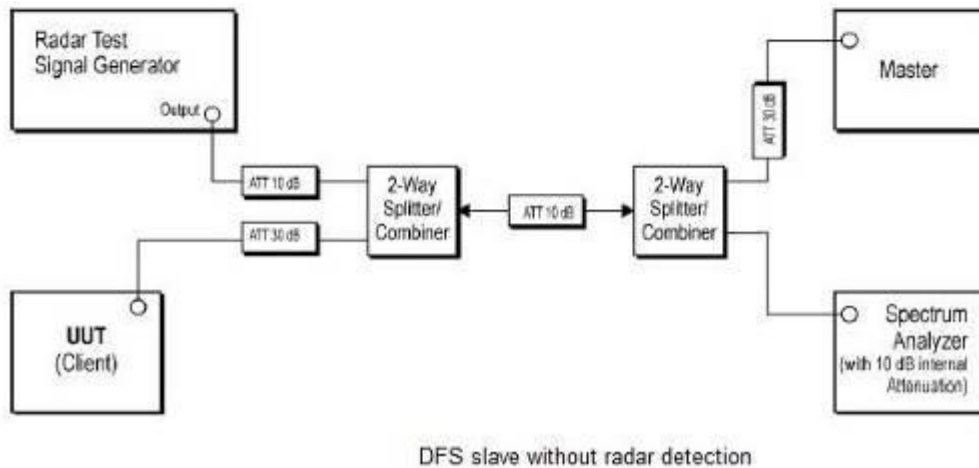 Radar Test
Signal Generator
Output
Master
ATT 30 dB
ATT 10 dB
2-Way
Splitter/
Combiner
ATT 10 dB
2-Way
Splitter/
Combiner
ATT 30 dB
UUT
(Client)
Spectrum
Analyzer
(with 10 dB internal
Attenuation)
DFS slave without radar detection